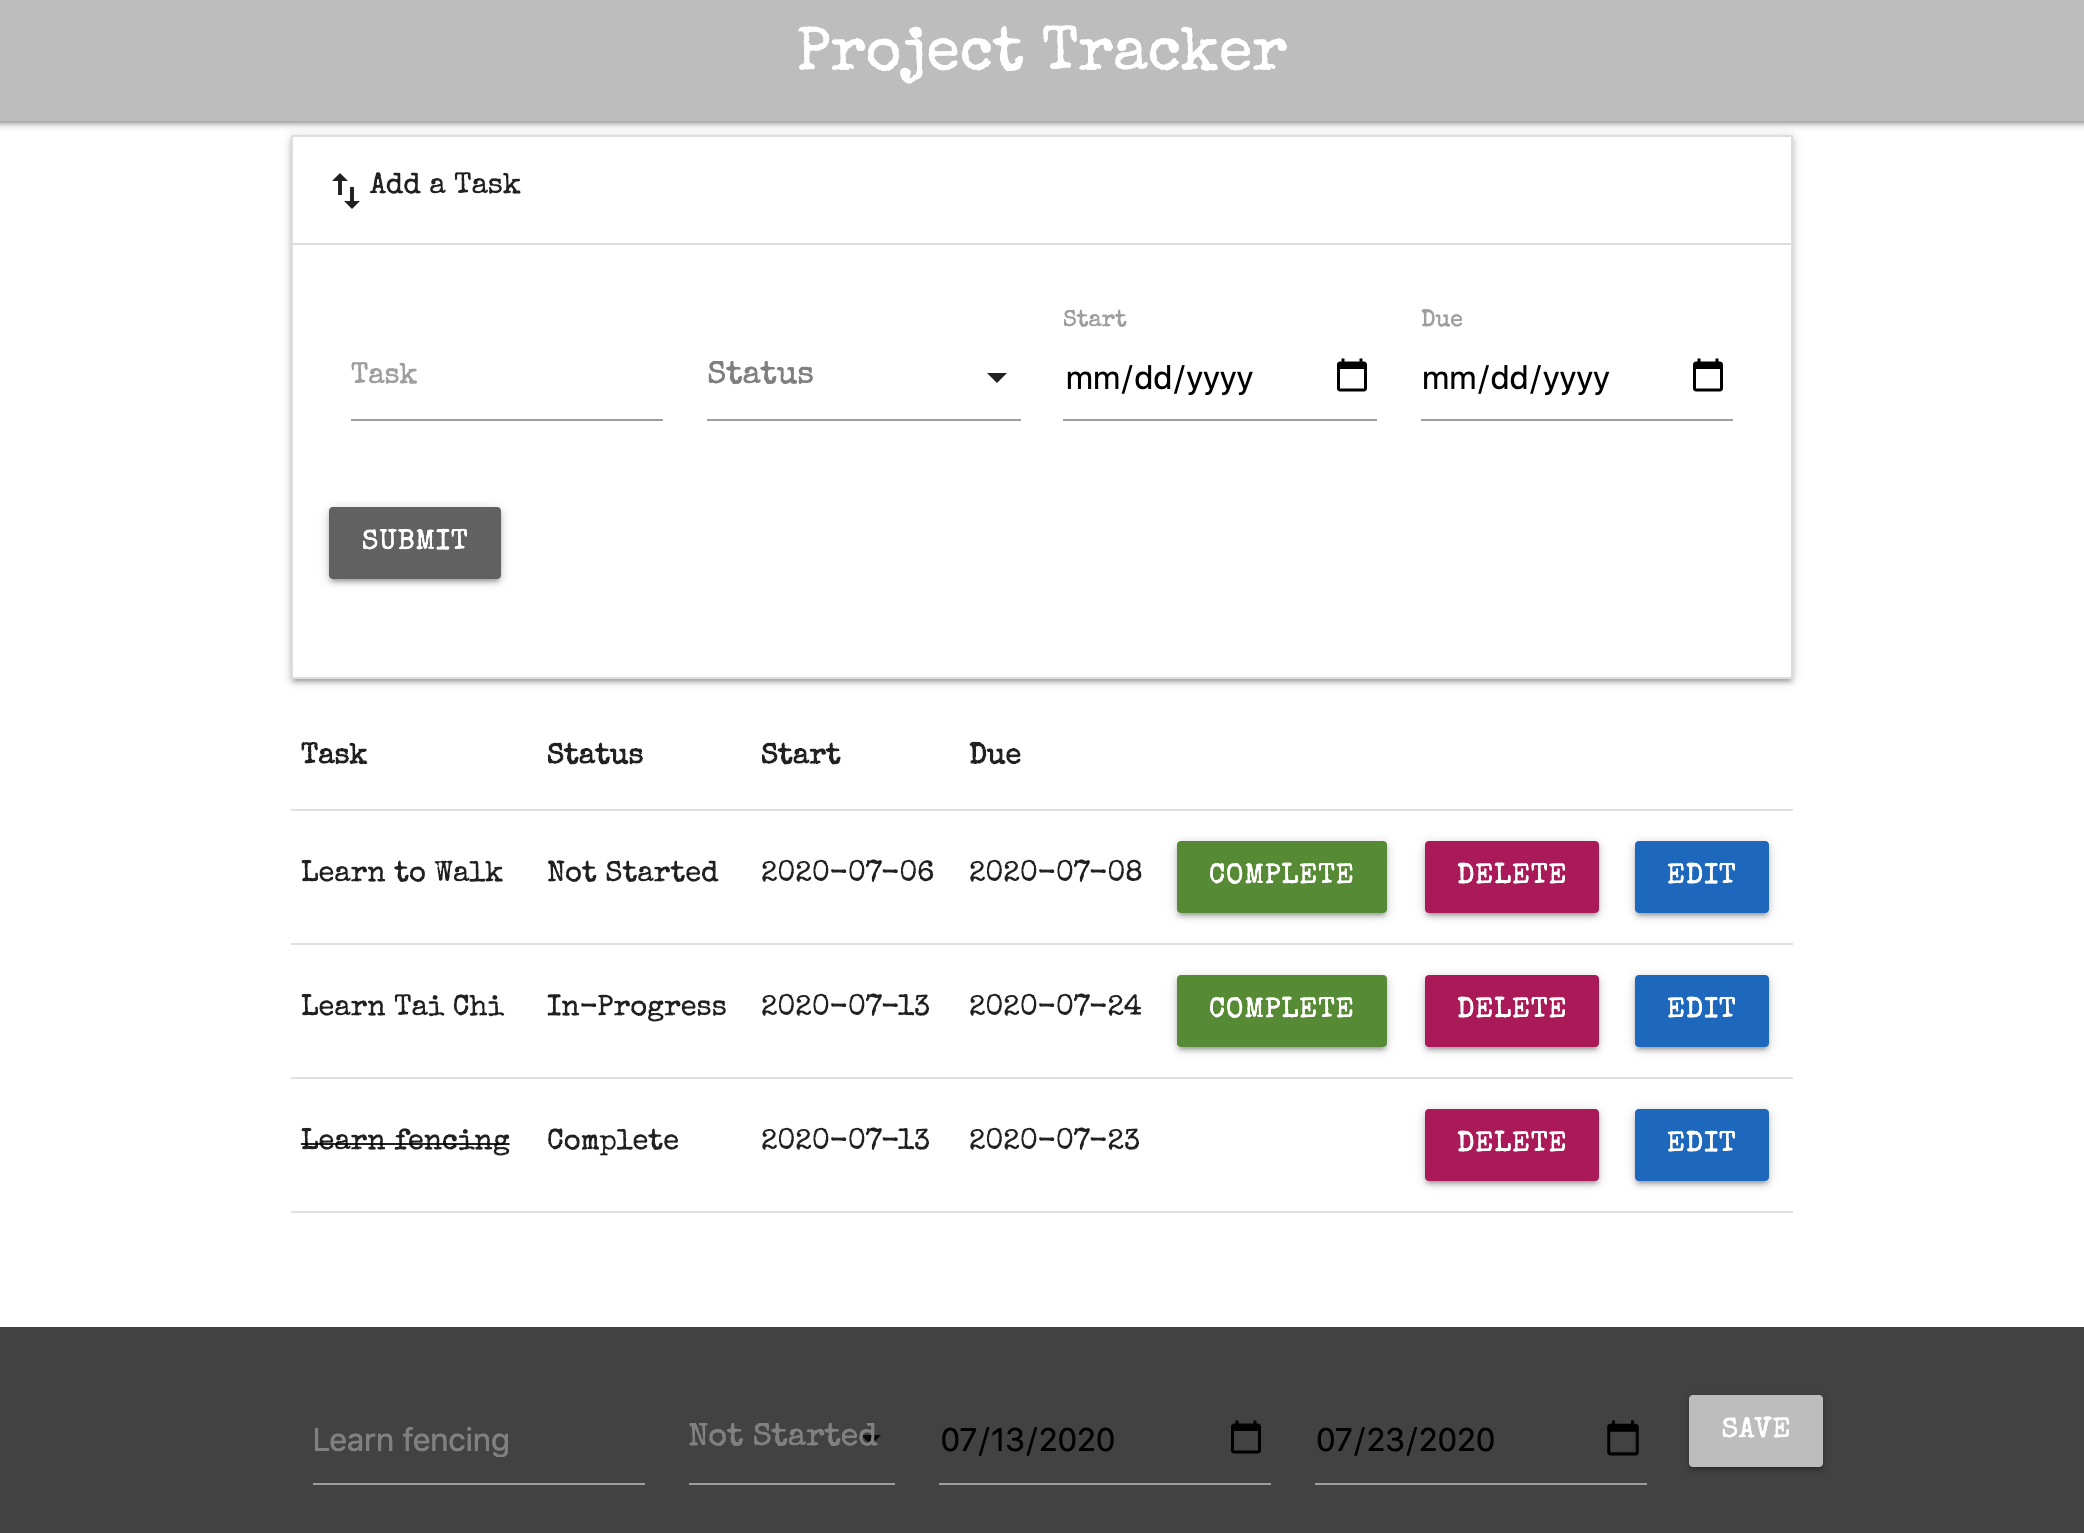 Project Tracker
Add a Task
Start Due
Task Status mm/dd/yyyy mm/dd/yyyy
SUBMIT
Task Status Start Due
Learn to Walk Not Started 2020-07-06 2020-07-08 COMPLETE DELETE EDIT
Learn Tai Chi In-Progress 2020-07-13 2020-07-24 COMPLETE DELETE EDIT
Learn fencing Complete 2020-07-13 2020-07-23 DELETE EDIT
Learn fencing Not Started 07/13/2020 07/23/2020 SAVE